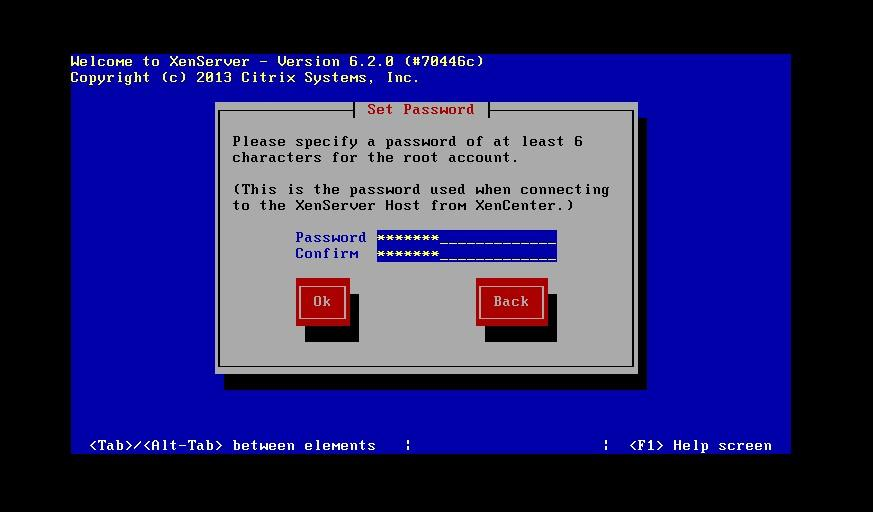 Welcome to XenServer - Version 6.2.0 (#70446c)
Copyright (c) 2013 Citrix Systems, Inc.
Set Password
Please specify a password of at least 6
characters for the root account.
(This is the password used when connecting
to the XenServer Host from XenCenter.)
Password *******_____________
Confirm *******_____________
Ok Back
<Tab>/<Alt-Tab> between elements ¦ ¦ <F1> Help screen